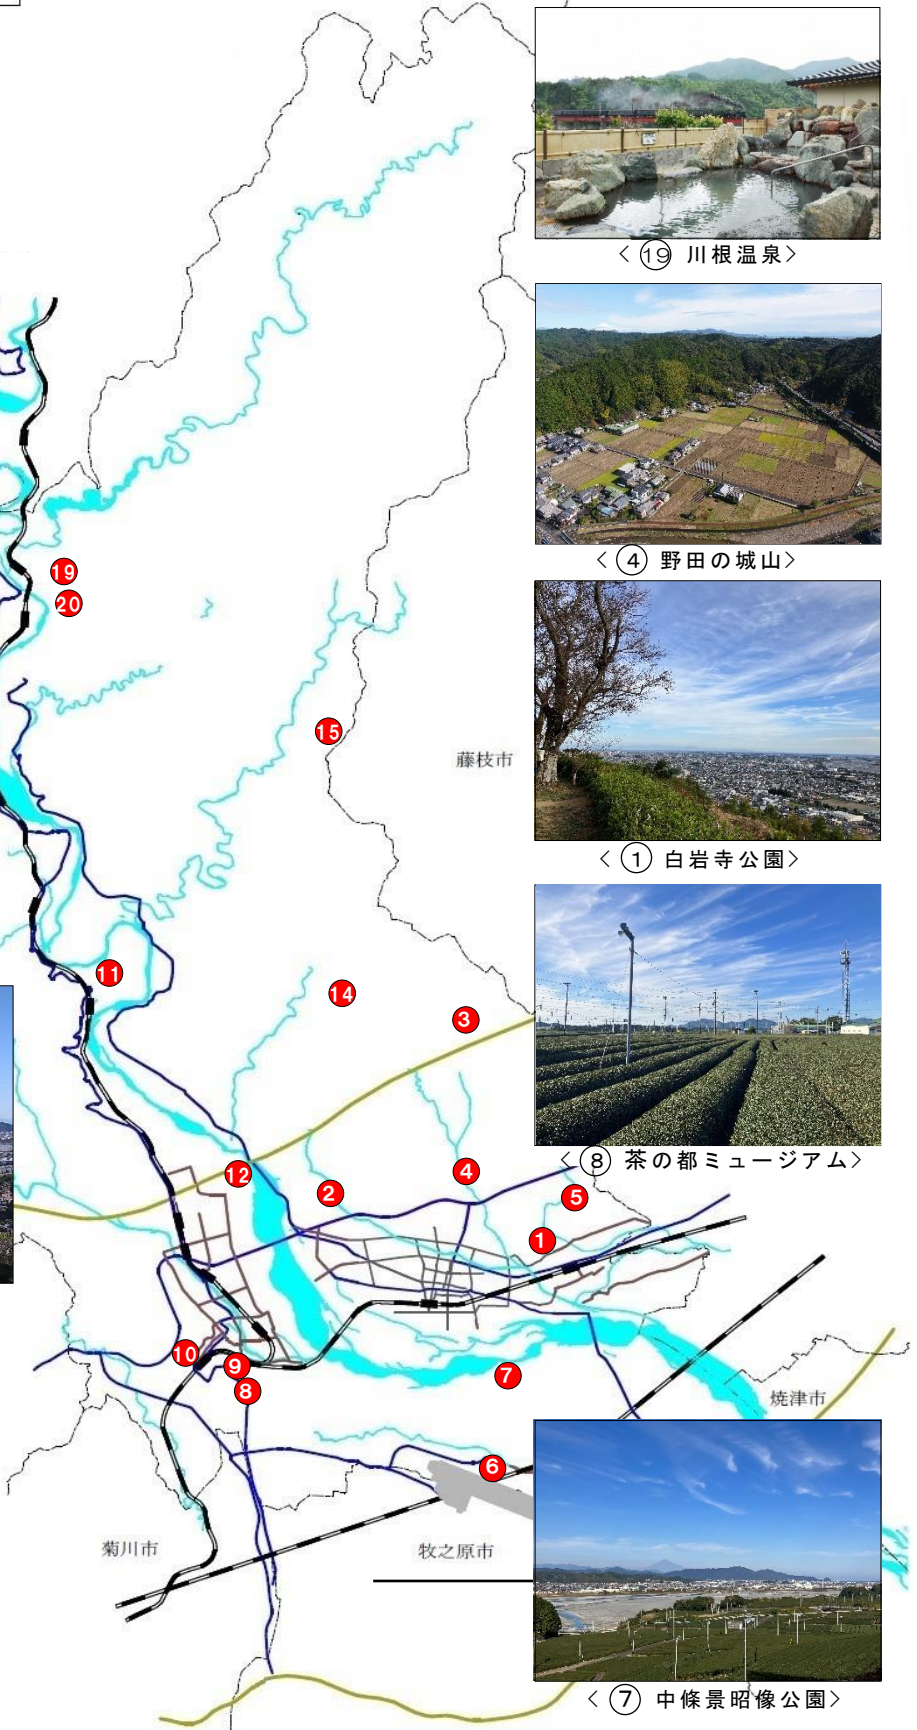 <⑲ 川根温泉>
<④ 野田の城山>
19
20
15
藤枝市
<① 白岩寺公園>
11
14
3
<⑧ 茶の都ミュージアム>
12
2
4
5
1
10
9
8
7
焼津市
6
菊川市
牧之原市
<⑦ 中條景昭像公園>